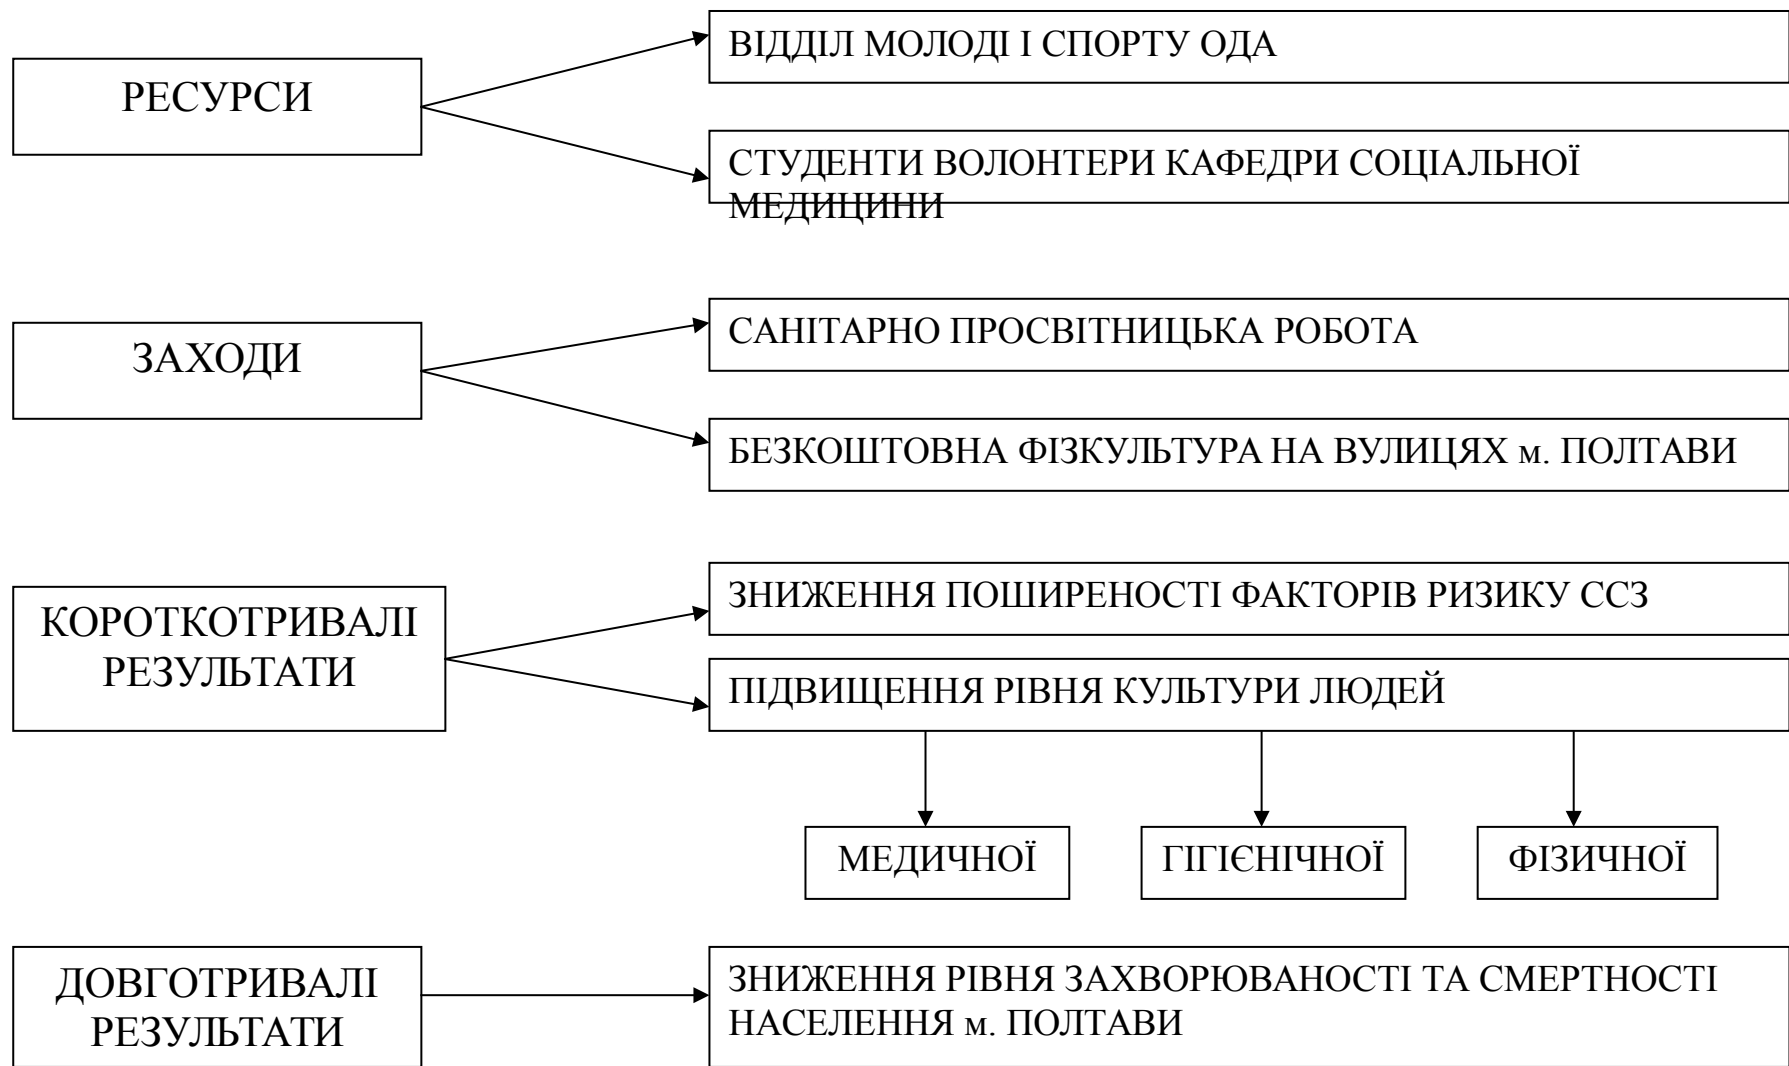 РЕСУРСИ
ВІДДІЛ МОЛОДІ І СПОРТУ ОДА
СТУДЕНТИ ВОЛОНТЕРИ КАФЕДРИ СОЦІАЛЬНОЇ
МЕДИЦИНИ
ЗАХОДИ
САНІТАРНО ПРОСВІТНИЦЬКА РОБОТА
БЕЗКОШТОВНА ФІЗКУЛЬТУРА НА ВУЛИЦЯХ м. ПОЛТАВИ
КОРОТКОТРИВАЛІ
РЕЗУЛЬТАТИ
ЗНИЖЕННЯ ПОШИРЕНОСТІ ФАКТОРІВ РИЗИКУ ССЗ
ПІДВИЩЕННЯ РІВНЯ КУЛЬТУРИ ЛЮДЕЙ
МЕДИЧНОЇ
ГІГІЄНІЧНОЇ
ФІЗИЧНОЇ
ДОВГОТРИВАЛІ
РЕЗУЛЬТАТИ
ЗНИЖЕННЯ РІВНЯ ЗАХВОРЮВАНОСТІ ТА СМЕРТНОСТІ
НАСЕЛЕННЯ м. ПОЛТАВИ